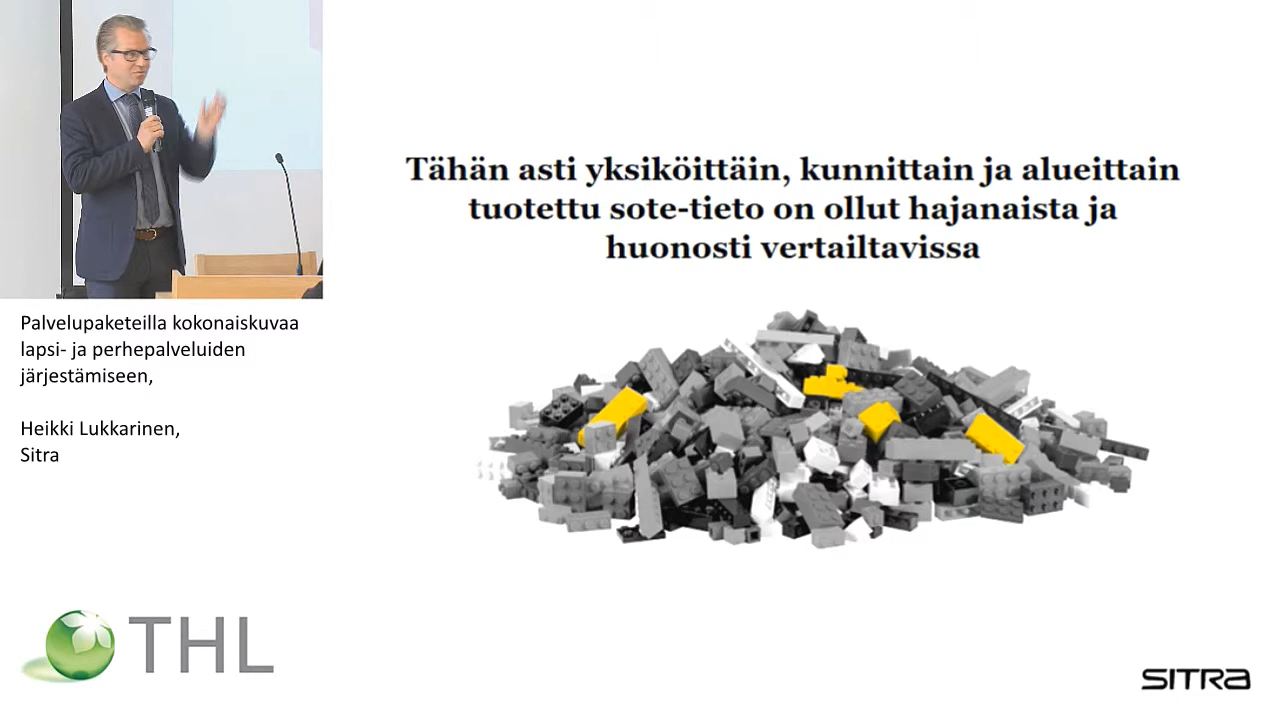 Tähän asti yksiköittäin, kunnittain ja alueittain
tuotettu sote-tieto on ollut hajanaista ja
huonosti vertailtavissa
Palvelupaketeilla kokonaiskuvaa
lapsi- ja perhepalveluiden
järjestämiseen,
Heikki Lukkarinen,
Sitra
THL
SITRA